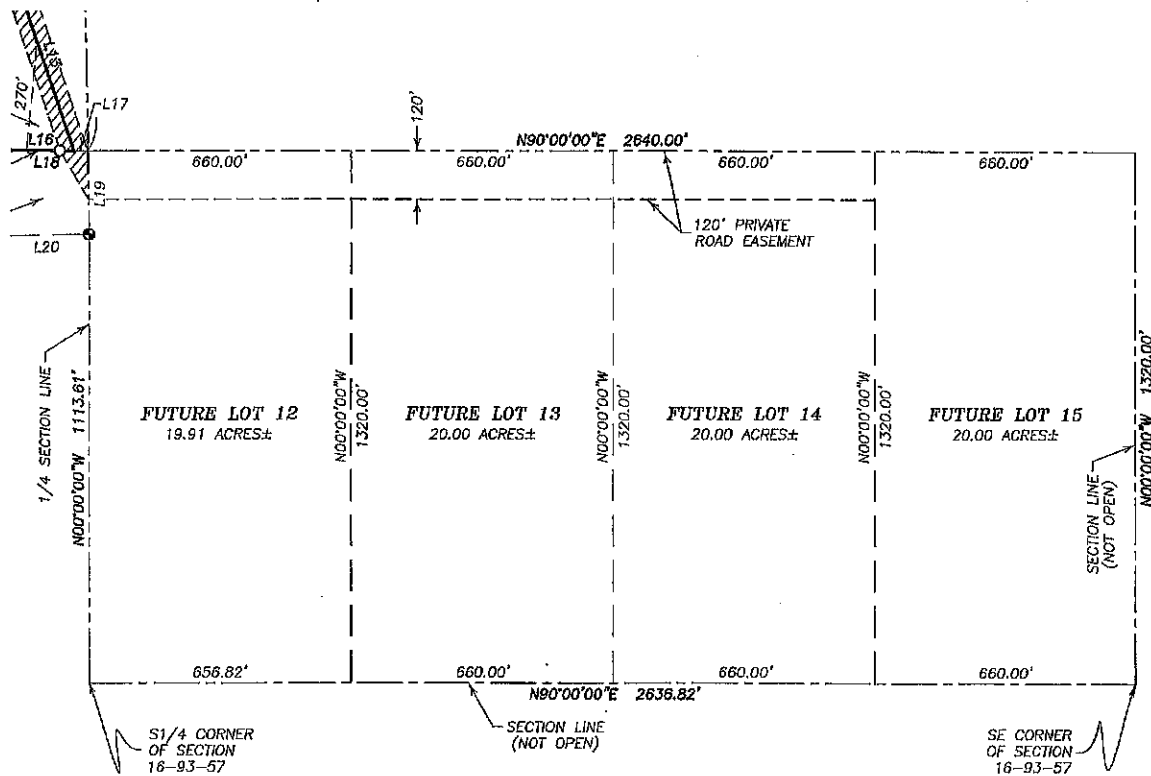 270'
L17
120'
L16
L18
N90°00'00"E 2640.00'
660.00'
660.00'
660.00'
660.00'
L19
120' PRIVATE
ROAD EASEMENT
L20
1/4 SECTION LINE
N00°00'00"W 1113.61'
FUTURE LOT 12
19.91 ACRES±
N00°00'00"W
1320.00'
FUTURE LOT 13
20.00 ACRES±
N00°00'00"W
1320.00'
FUTURE LOT 14
20.00 ACRES±
N00°00'00"W
1320.00'
FUTURE LOT 15
20.00 ACRES±
SECTION LINE
(NOT OPEN)
N00°00'00"W 1320.00'
656.82'
660.00'
660.00'
660.00'
N90°00'00"E 2636.82'
S1/4 CORNER
OF SECTION
16-93-57
SECTION LINE
(NOT OPEN)
SE CORNER
OF SECTION
16-93-57